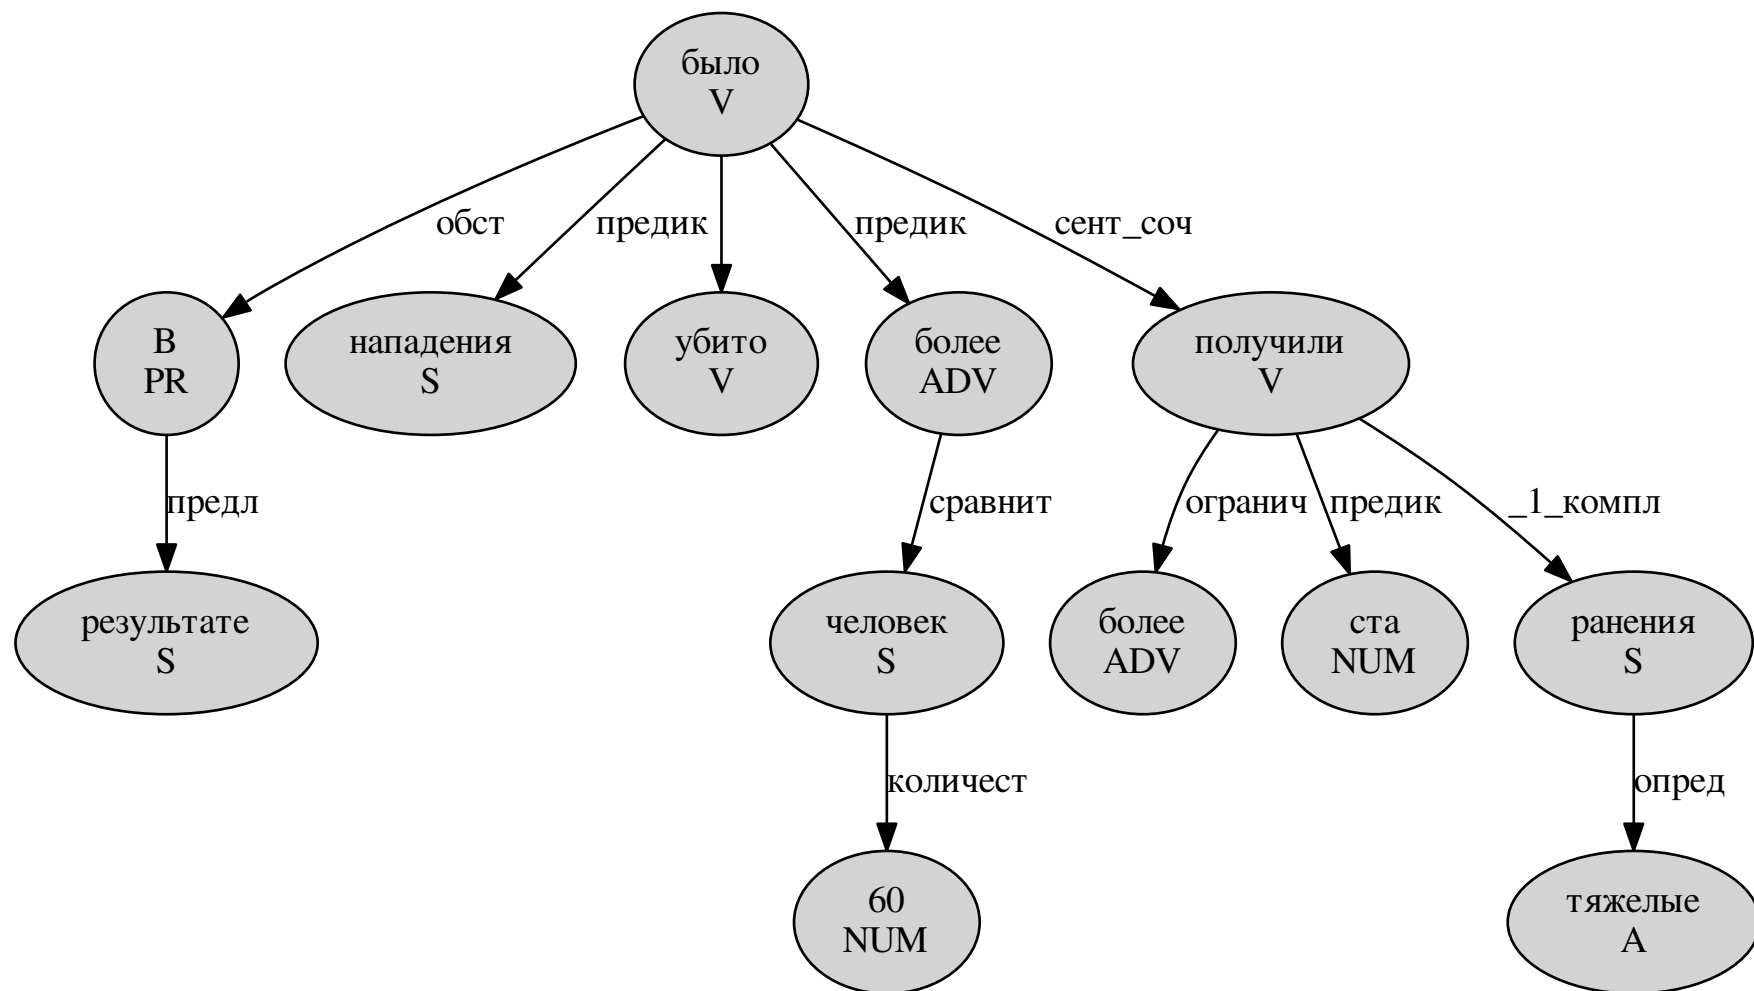 было
V
обст
предик
предик
сент_соч
В
PR
нападения
S
убито
V
более
ADV
получили
V
предл
сравнит
огранич
предик
_1_компл
результате
S
человек
S
более
ADV
ста
NUM
ранения
S
количест
опред
60
NUM
тяжелые
A